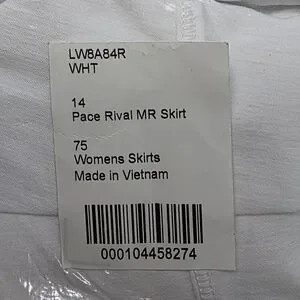 LW8A84R
WHT
14
Pace Rival MR Skirt
75
Womens Skirts
Made in Vietnam
000104458274